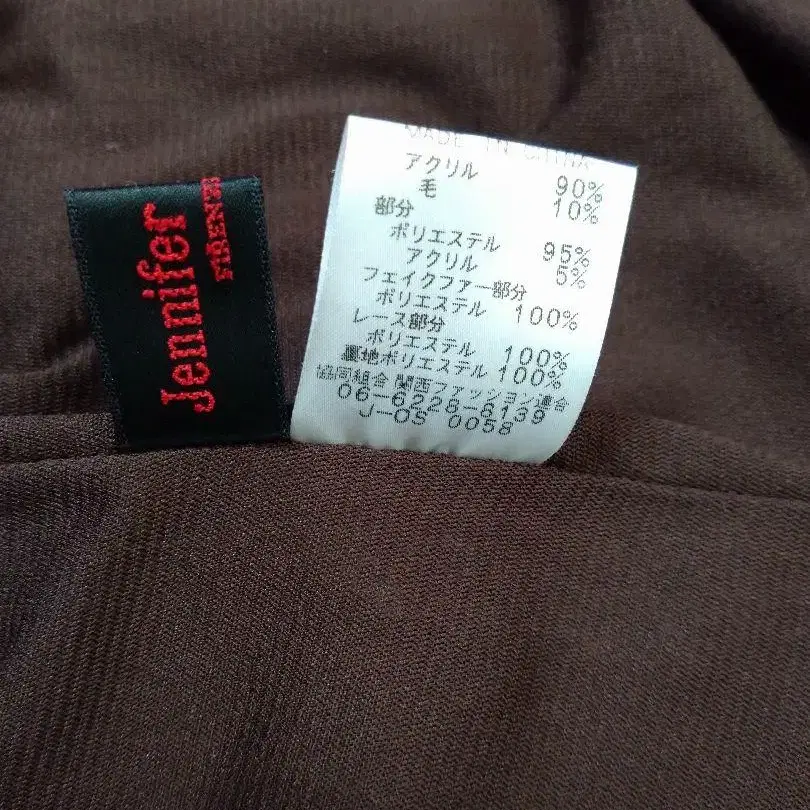 Jennifer
FIRENZE
MADE IN CHINA
アクリル 90%
毛 10%
部分
ポリエステル 95%
アクリル 5%
フェイクファー部分
ポリエステル 100%
レース部分
ポリエステル 100%
裏地ポリエステル 100%
協同組合 関西ファッション連合
06-6228-6139
J-OS 0058